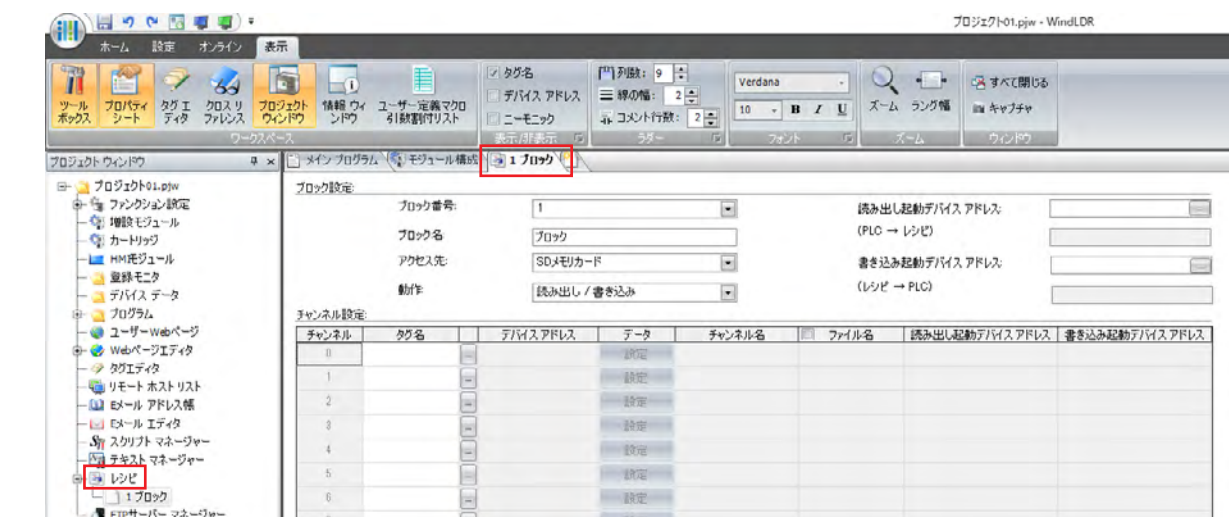 プロジェクト01.pjw - WindLDR
ホーム 設定 オンライン 表示
ツール ボックス
プロパティ シート
タグ エディタ
クロス リファレンス
プロジェクト ウィンドウ
情報 ウィンドウ
ユーザー定義マクロ 引数割付リスト
ワークスペース
タグ名
デバイス アドレス
ニーモニック
表示/非表示
列数: 9
線の幅: 2
コメント行数: 2
ラダー
Verdana
10 B I U
フォント
ズーム ラング幅
ズーム
すべて閉じる
キャプチャ
ウィンドウ
プロジェクト ウィンドウ
メイン プログラム モジュール構成 1 ブロック
プロジェクト01.pjw
ファンクション設定
増設モジュール
カートリッジ
HMIモジュール
登録モニタ
デバイス データ
プログラム
ユーザーWebページ
Webページエディタ
タグエディタ
リモート ホスト リスト
Eメール アドレス帳
Eメール エディタ
スクリプト マネージャー
テキスト マネージャー
レシピ
1 ブロック
FTPサーバー マネージャー
ブロック設定:
ブロック番号: 1
ブロック名 ブロック
アクセス先: SDメモリカード
動作: 読み出し / 書き込み
読み出し起動デバイス アドレス:
(PLC → レシピ)
書き込み起動デバイス アドレス:
(レシピ → PLC)
チャンネル設定:
チャンネル タグ名 デバイス アドレス データ チャンネル名 ファイル名 読み出し起動デバイス アドレス 書き込み起動デバイス アドレス
0 ... 設定
1 ... 設定
2 ... 設定
3 ... 設定
4 ... 設定
5 ... 設定
6 ... 設定